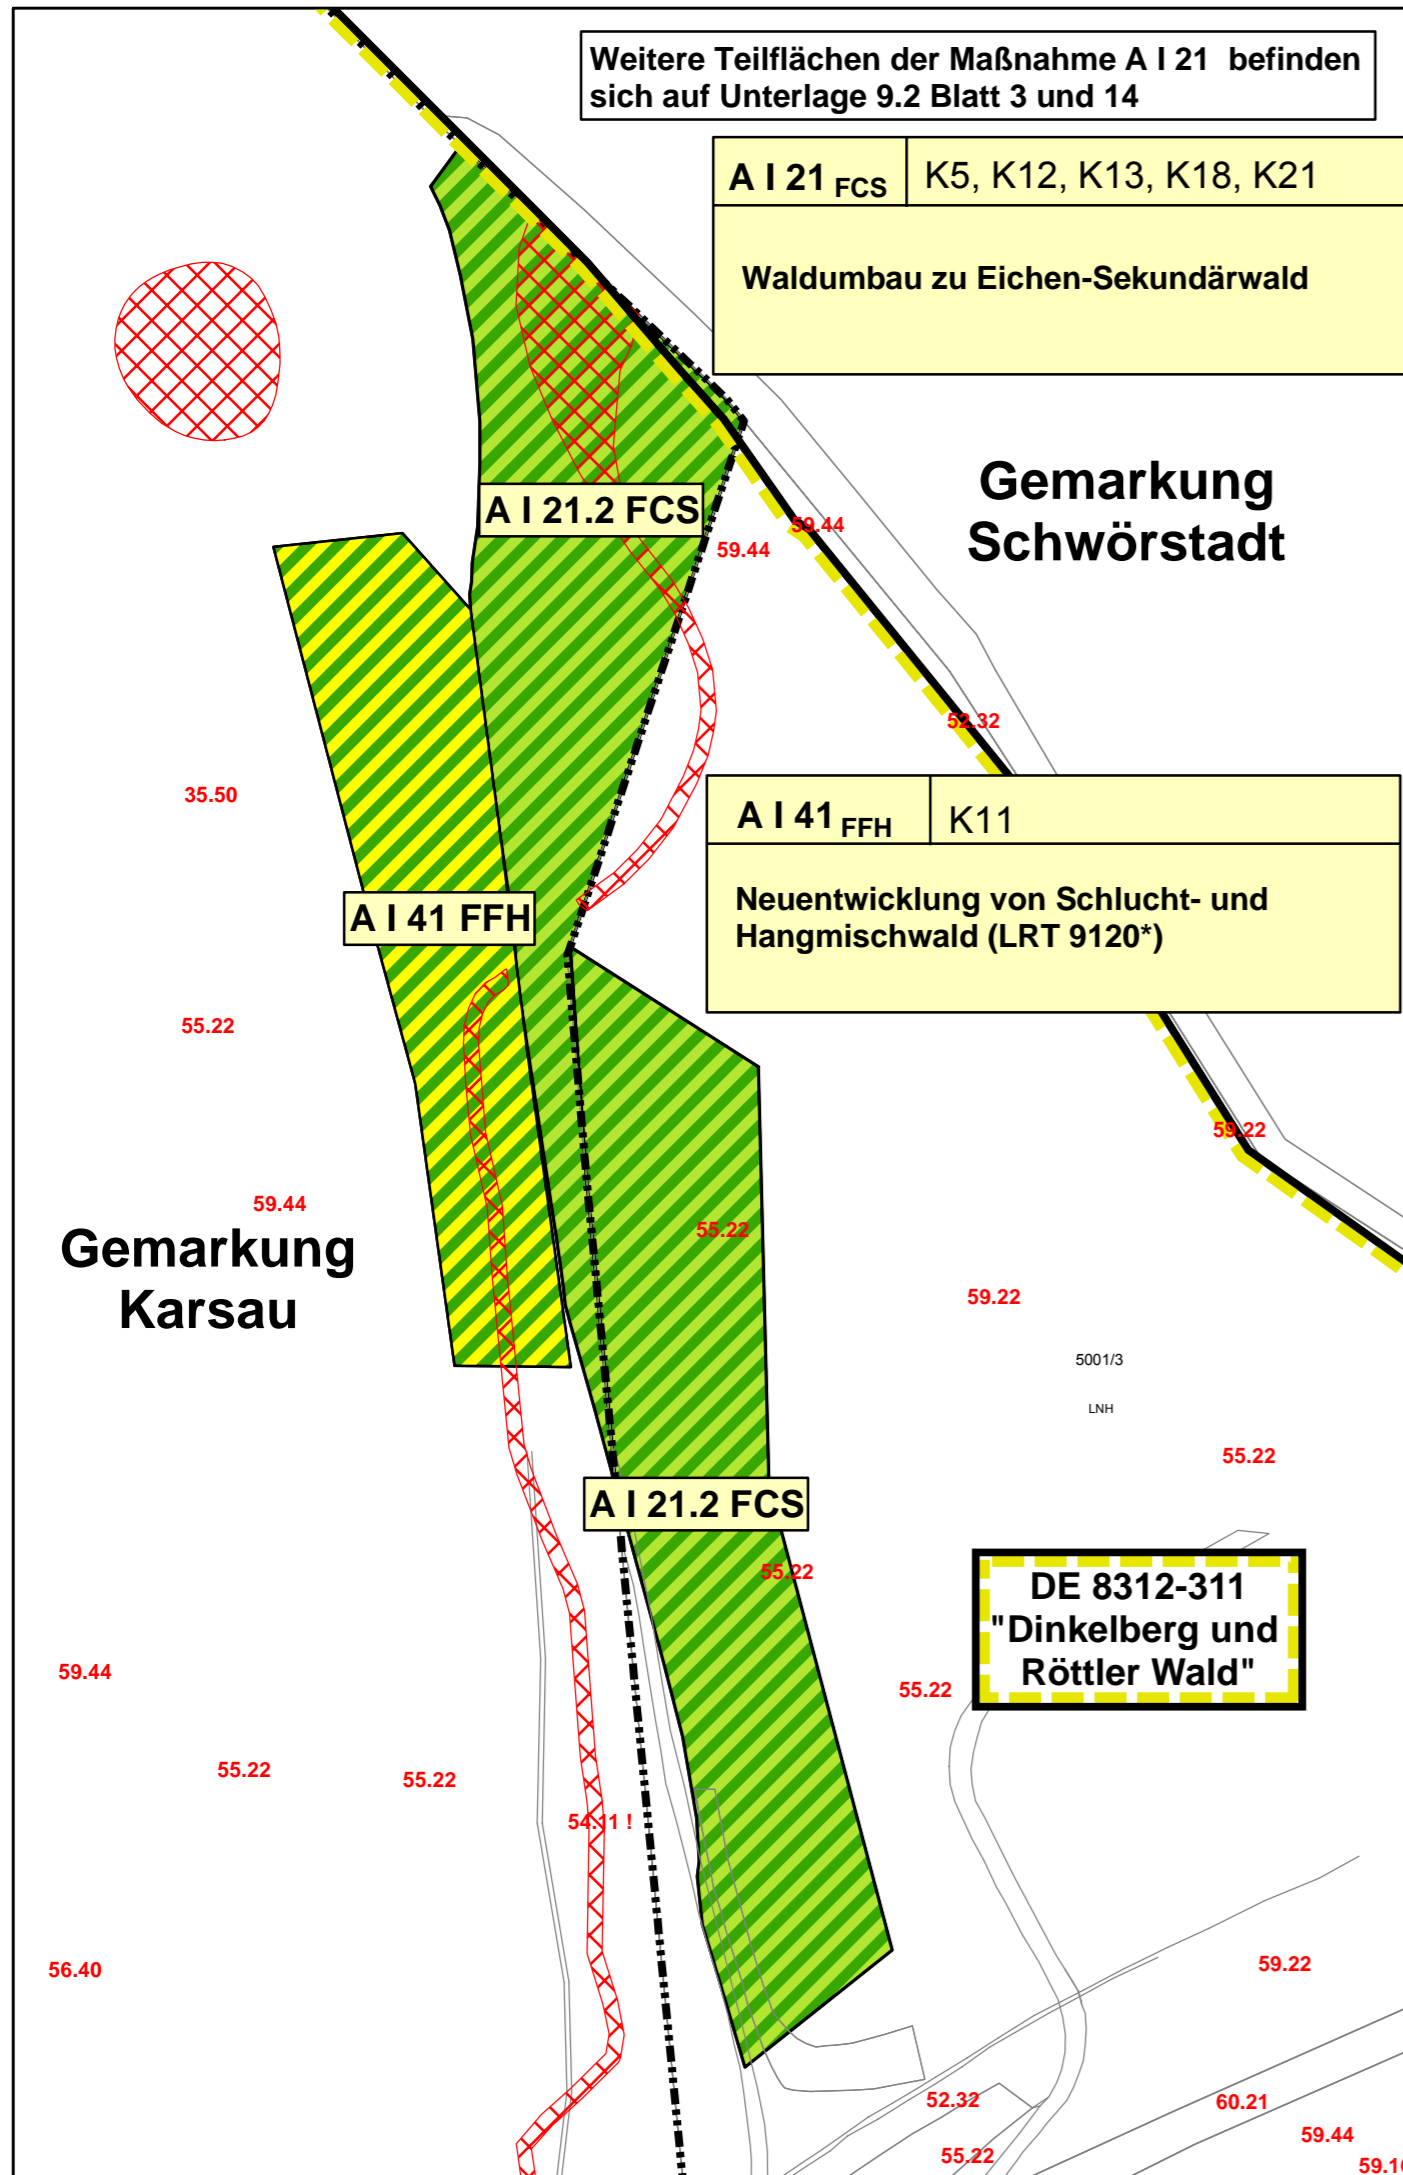 Weitere Teilflächen der Maßnahme A I 21 befinden
sich auf Unterlage 9.2 Blatt 3 und 14
A I 21 FCS
K5, K12, K13, K18, K21
Waldumbau zu Eichen-Sekundärwald
Gemarkung
Schwörstadt
A I 21.2 FCS
59.44
59.44
52.32
35.50
A I 41 FFH
K11
Neuentwicklung von Schlucht- und
Hangmischwald (LRT 9120*)
A I 41 FFH
55.22
59.22
59.44
Gemarkung
Karsau
55.22
59.22
5001/3
LNH
55.22
A I 21.2 FCS
55.22
DE 8312-311
"Dinkelberg und
Röttler Wald"
59.44
55.22
55.22
55.22
54.11 !
56.40
59.22
52.32
60.21
59.44
55.22